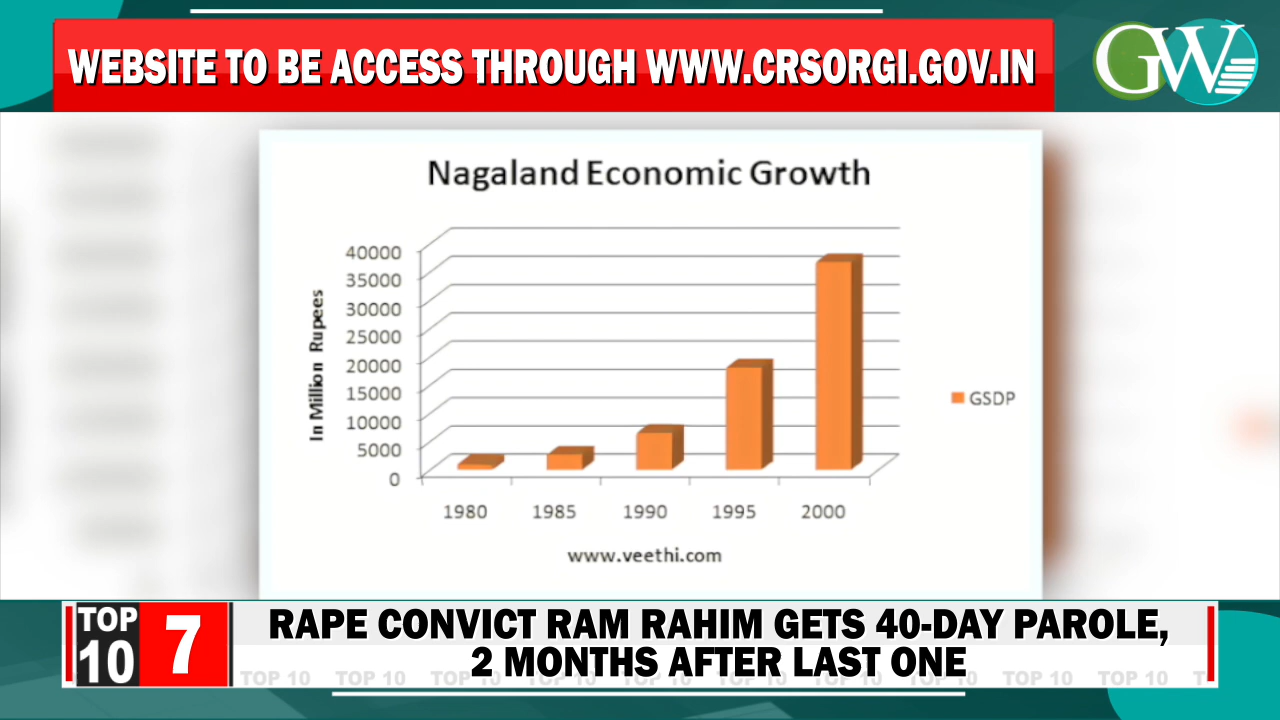 WEBSITE TO BE ACCESS THROUGH WWW.CRSORGI.GOV.IN
GW
Nagaland Economic Growth
In Million Rupees
40000
35000
30000
25000
20000
15000
10000
5000
0
1980 1985 1990 1995 2000
GSDP
www.veethi.com
TOP
10
7
RAPE CONVICT RAM RAHIM GETS 40-DAY PAROLE,
2 MONTHS AFTER LAST ONE
TOP 10 TOP 10 TOP 10 TOP 10 TOP 10 TOP 10 TOP 10 TOP 10 TOP 10 TOP 10 T